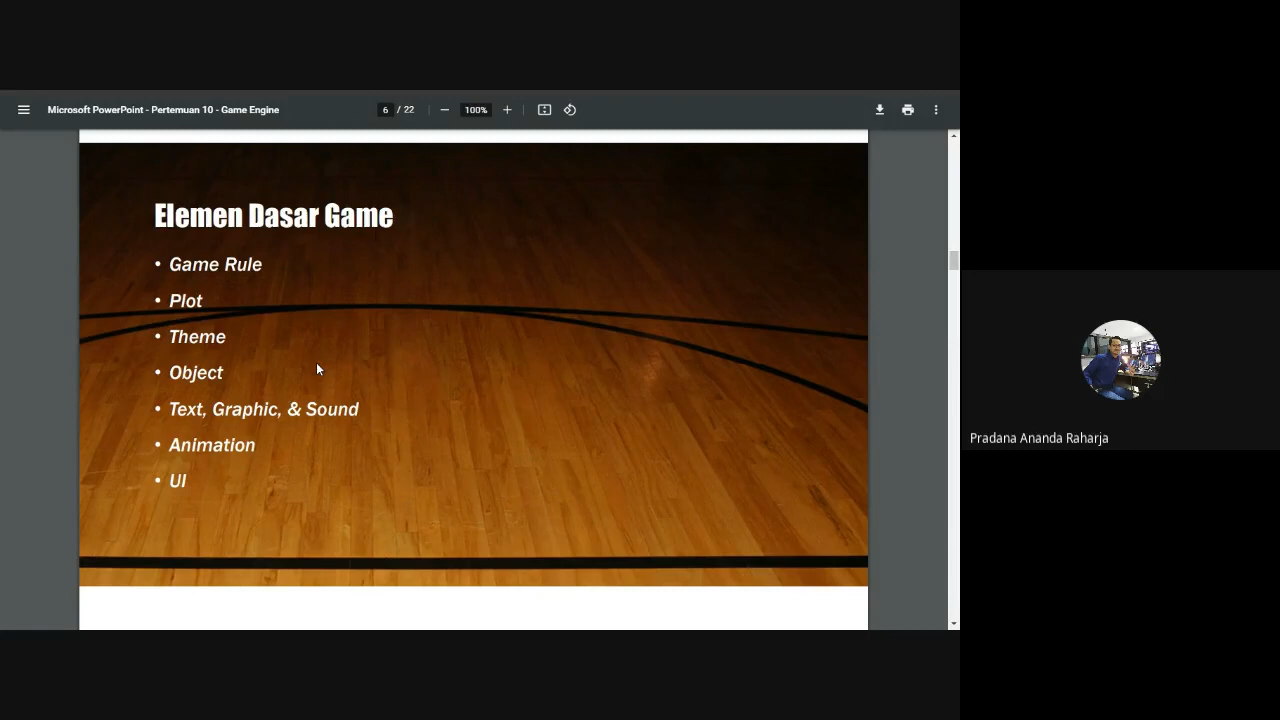 Microsoft PowerPoint - Pertemuan 10 - Game Engine
6 / 22
100%
Elemen Dasar Game
• Game Rule
• Plot
• Theme
• Object
• Text, Graphic, & Sound
• Animation
• UI
Pradana Ananda Raharja